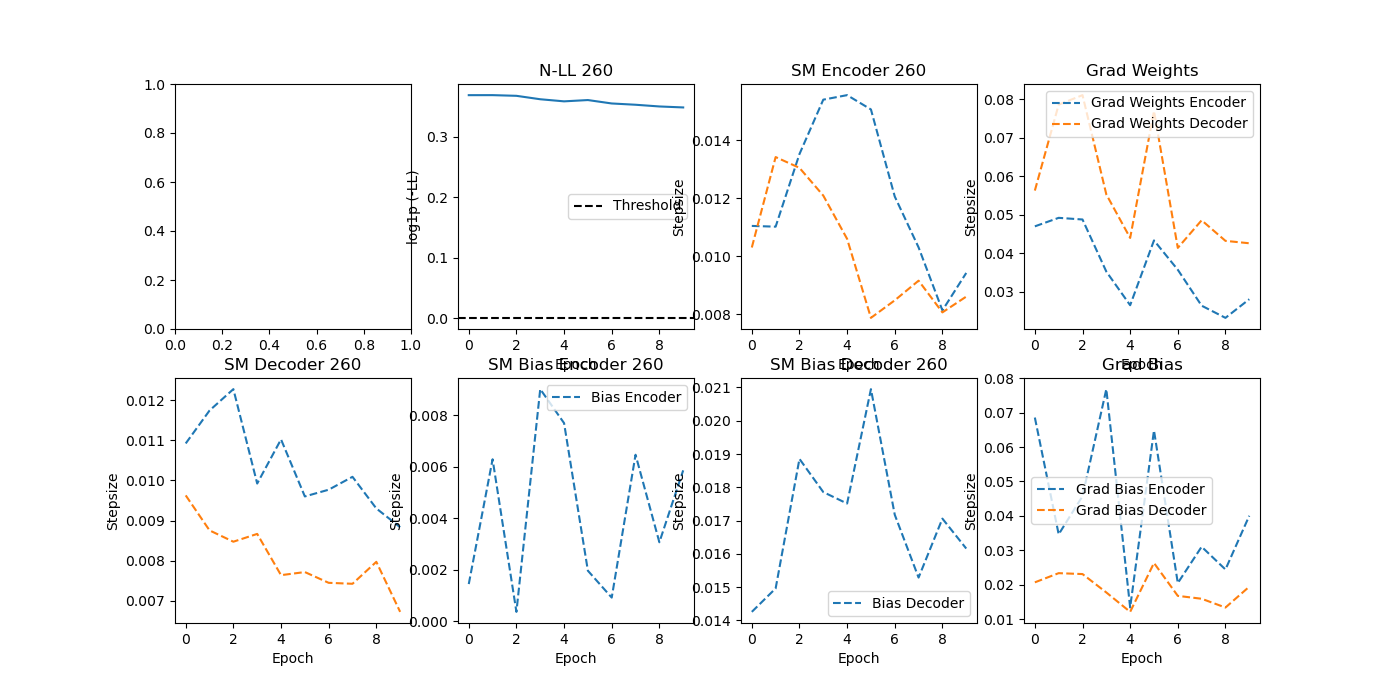 N-LL 260
SM Encoder 260
Grad Weights
1.0
0.8
0.6
0.4
0.2
0.0
0.0 0.2 0.4 0.6 0.8 1.0
log1p (-LL)
0.3
0.2
0.1
0.0
Threshold
0 2 4 6 8
Epoch
Stepsize
0.014
0.012
0.010
0.008
0 2 4 6 8
Epoch
Stepsize
0.08
0.07
0.06
0.05
0.04
0.03
Grad Weights Encoder
Grad Weights Decoder
0 2 4 6 8
Epoch
SM Decoder 260
SM Bias Encoder 260
SM Bias Decoder 260
Grad Bias
Stepsize
0.012
0.011
0.010
0.009
0.008
0.007
0 2 4 6 8
Epoch
Stepsize
0.008
0.006
0.004
0.002
0.000
Bias Encoder
0 2 4 6 8
Epoch
Stepsize
0.021
0.020
0.019
0.018
0.017
0.016
0.015
0.014
Bias Decoder
0 2 4 6 8
Epoch
Stepsize
0.08
0.07
0.06
0.05
0.04
0.03
0.02
0.01
Grad Bias Encoder
Grad Bias Decoder
0 2 4 6 8
Epoch